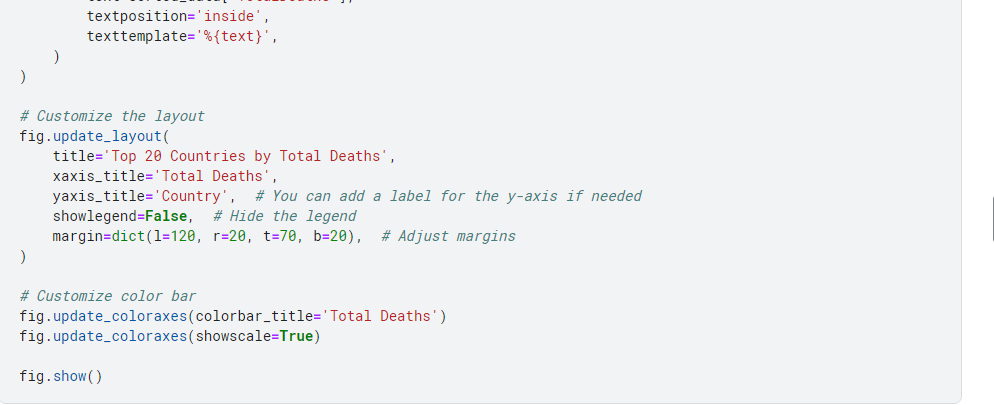 textposition='inside',
texttemplate='%{text}',
)
)
# Customize the layout
fig.update_layout(
title='Top 20 Countries by Total Deaths',
xaxis_title='Total Deaths',
yaxis_title='Country',  # You can add a label for the y-axis if needed
showlegend=False,  # Hide the legend
margin=dict(l=120, r=20, t=70, b=20),  # Adjust margins
)
# Customize color bar
fig.update_coloraxes(colorbar_title='Total Deaths')
fig.update_coloraxes(showscale=True)
fig.show()